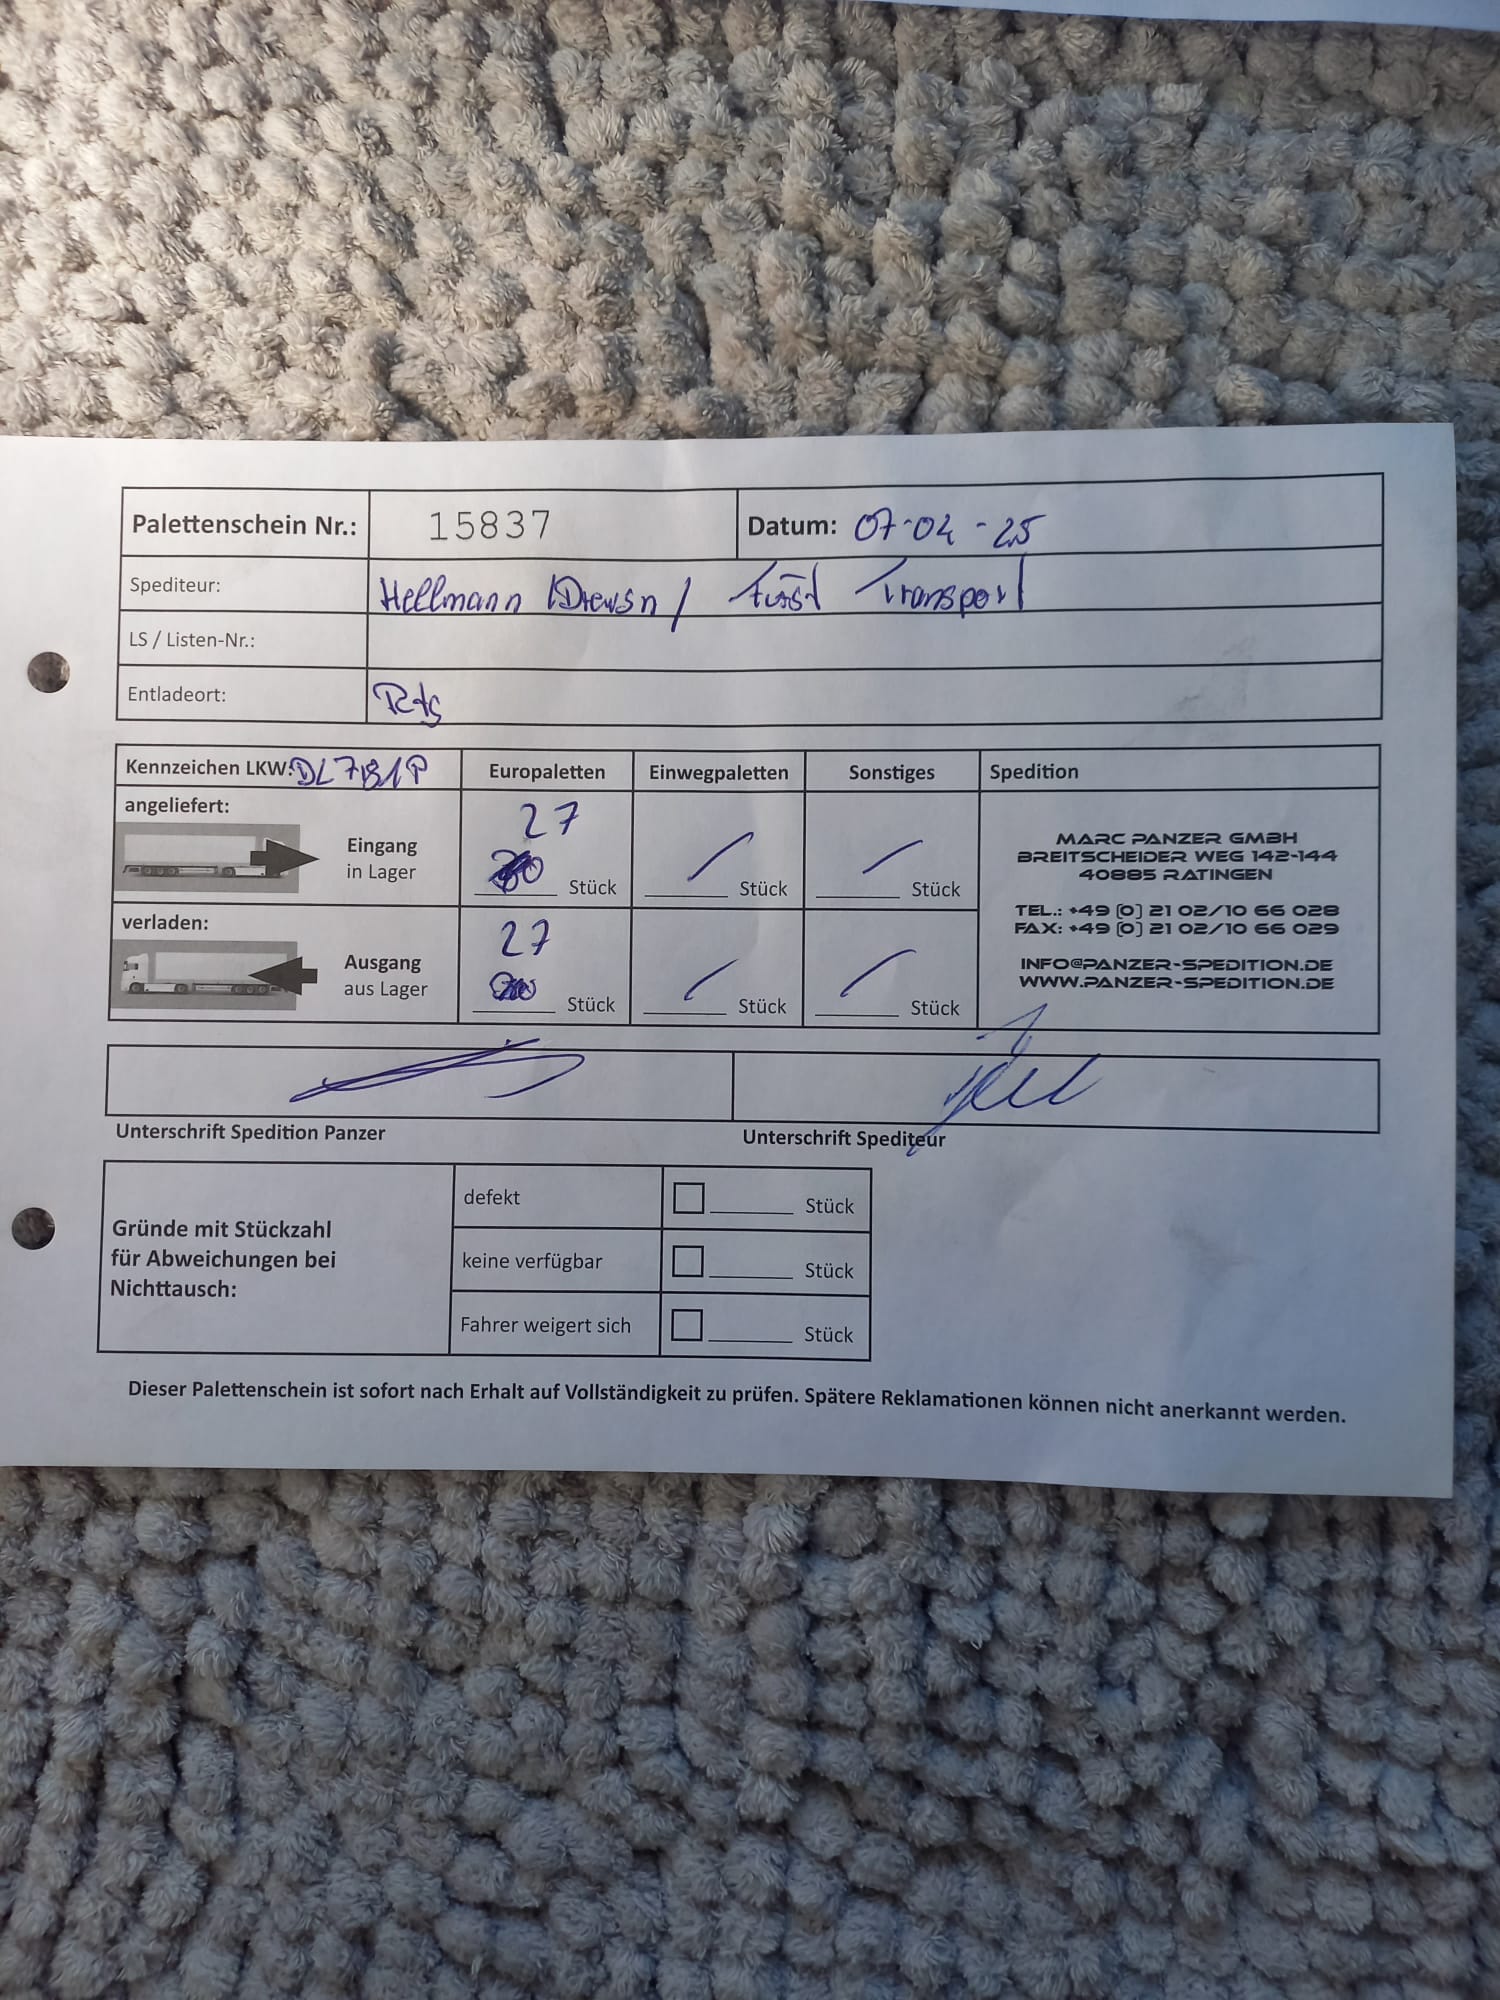 Palettenschein Nr.: 15837 Datum: 07-04-25
Spediteur: Hellmann / Transport
LS / Listen-Nr.:
Entladeort: Rtg
Kennzeichen LKW: Europaletten Einwegpaletten Sonstiges Spedition
angeliefert:
Eingang
in Lager
27
Stück Stück Stück
verladen:
Ausgang
aus Lager
27
Stück Stück Stück
MARC PANZER GMBH
BREITSCHEIDER WEG 142-144
40885 RATINGEN
TEL.: +49 (0) 21 02/10 66 028
FAX: +49 (0) 21 02/10 66 029
INFO@PANZER-SPEDITION.DE
WWW.PANZER-SPEDITION.DE
Unterschrift Spedition Panzer Unterschrift Spediteur
Gründe mit Stückzahl
für Abweichungen bei
Nichttausch:
defekt Stück
keine verfügbar Stück
Fahrer weigert sich Stück
Dieser Palettenschein ist sofort nach Erhalt auf Vollständigkeit zu prüfen. Spätere Reklamationen können nicht anerkannt werden.